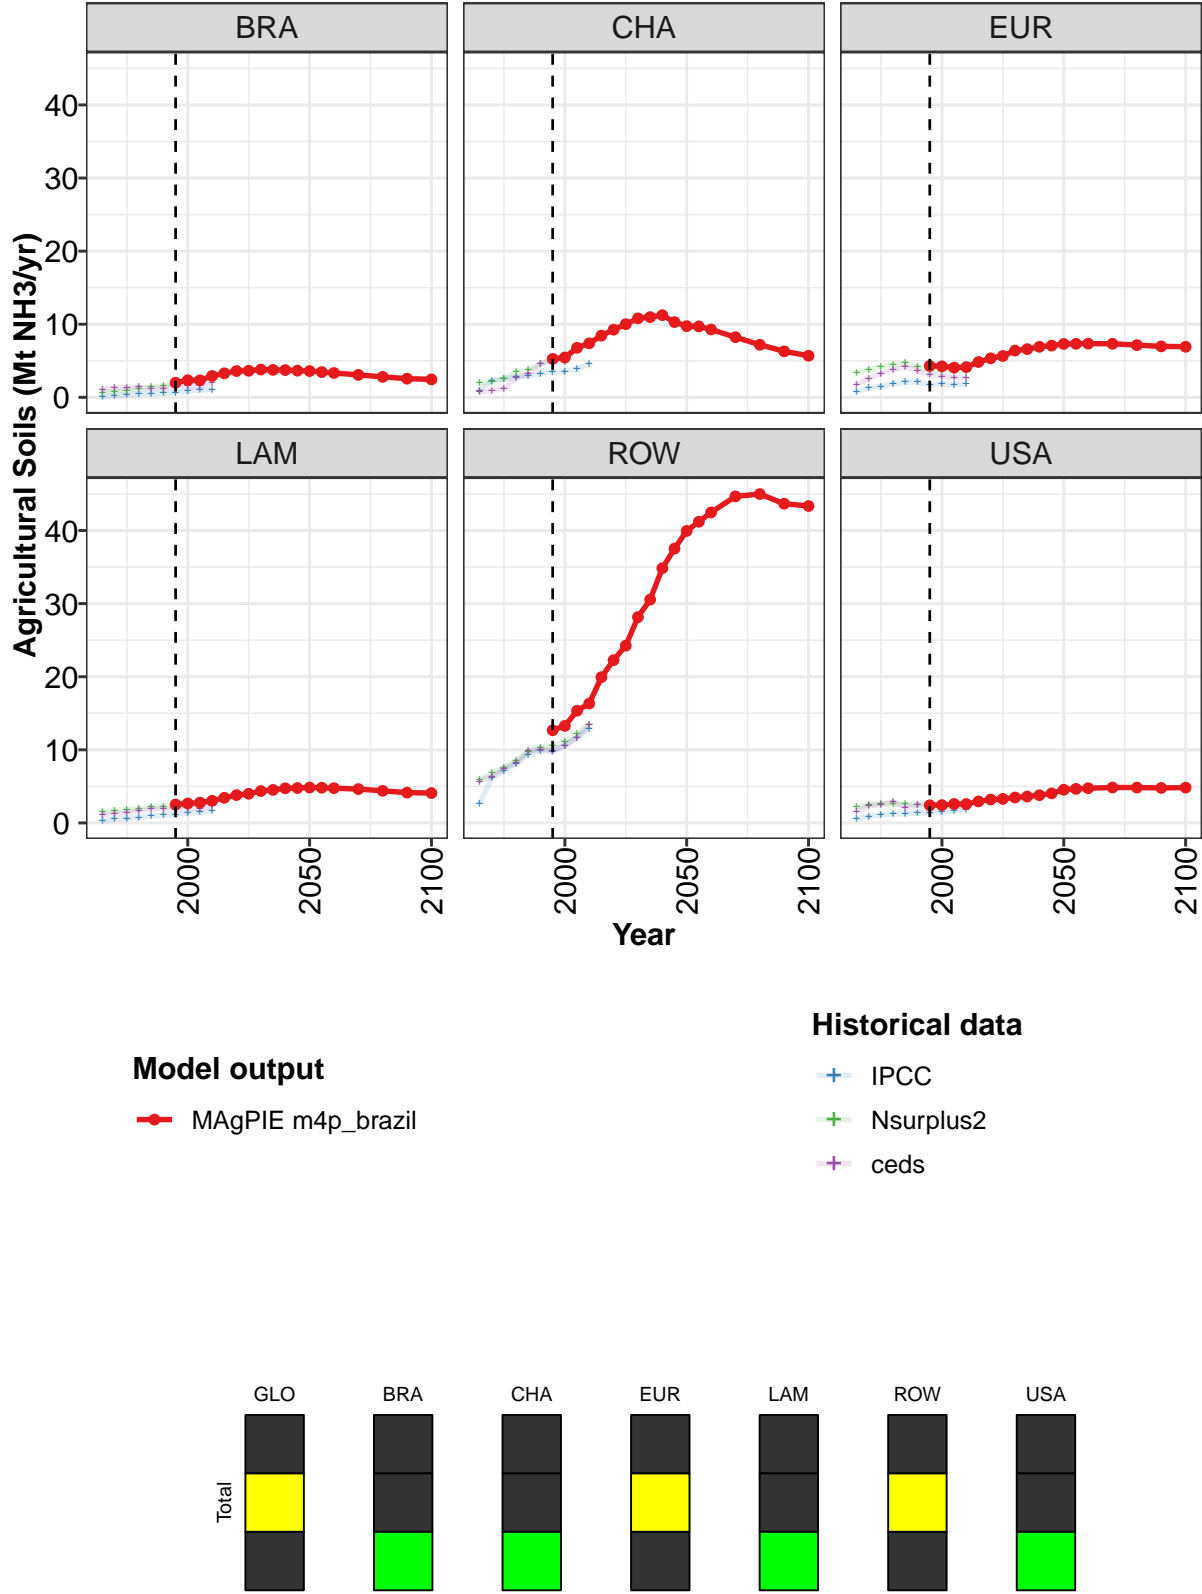 BRA CHA EUR
40
30
20
10
0
Agricultural Soils (Mt NH3/yr)
LAM ROW USA
40
30
20
10
0
2000 2050 2100 2000 2050 2100 2000 2050 2100
Year
Historical data
Model output
IPCC
MAgPIE m4p_brazil
Nsurplus2
ceds
GLO BRA CHA EUR LAM ROW USA
Total